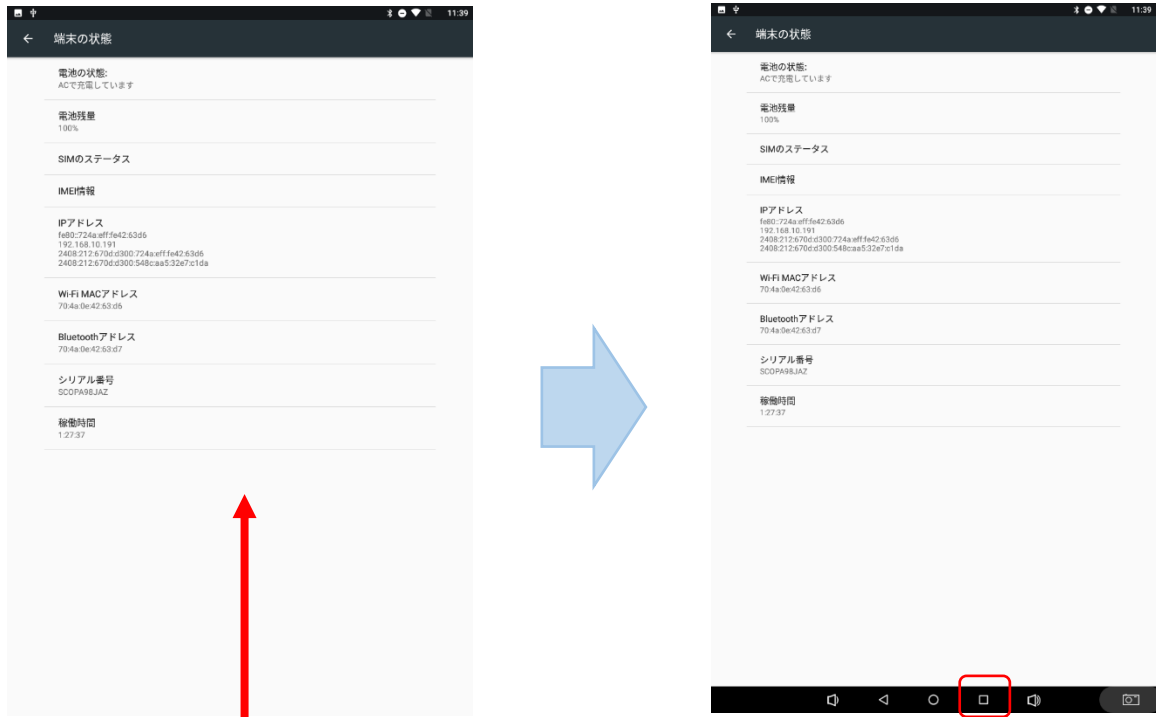 11:39
端末の状態
電池の状態:
ACで充電しています
電池残量
100%
SIMのステータス
IMEI情報
IPアドレス
fe80::724a:eff:fe42:63d6
192.168.10.191
2408:212:670d:d300:724a:eff:fe42:63d6
2408:212:670d:d300:548c:aa5:32e7:c1da
Wi-Fi MACアドレス
70:4a:0e:42:63:d6
Bluetoothアドレス
70:4a:0e:42:63:d7
シリアル番号
SCOPA98JAZ
稼働時間
1:27:37
11:39
端末の状態
電池の状態:
ACで充電しています
電池残量
100%
SIMのステータス
IMEI情報
IPアドレス
fe80::724a:eff:fe42:63d6
192.168.10.191
2408:212:670d:d300:724a:eff:fe42:63d6
2408:212:670d:d300:548c:aa5:32e7:c1da
Wi-Fi MACアドレス
70:4a:0e:42:63:d6
Bluetoothアドレス
70:4a:0e:42:63:d7
シリアル番号
SCOPA98JAZ
稼働時間
1:27:37